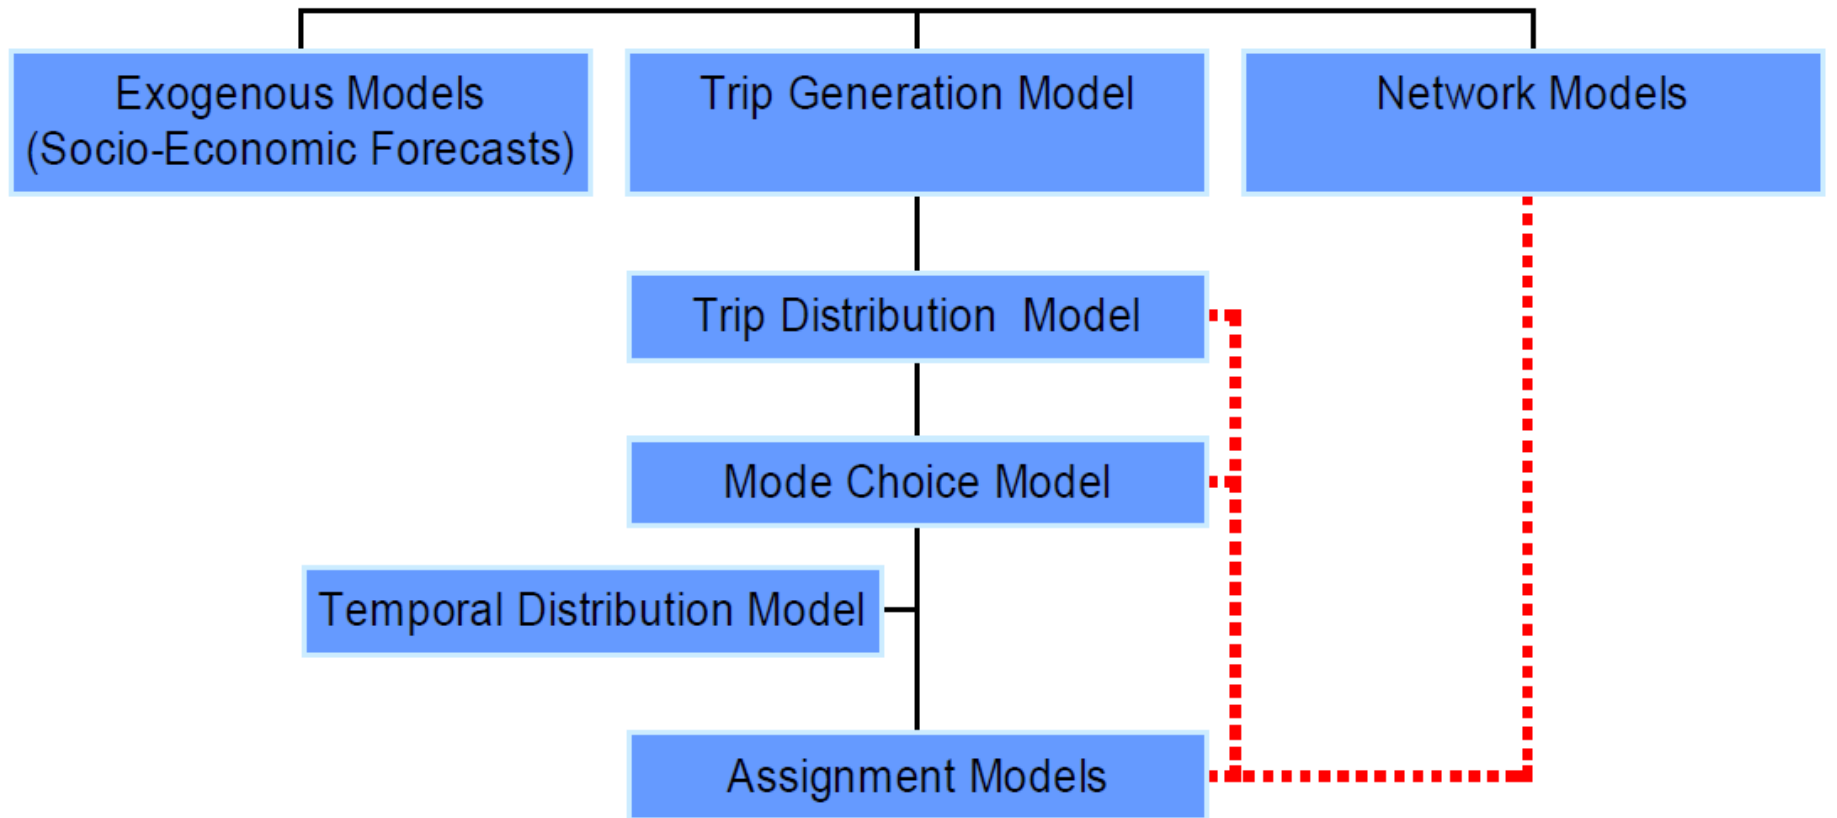 Exogenous Models
(Socio-Economic Forecasts)
Trip Generation Model
Network Models
Trip Distribution Model
Mode Choice Model
Temporal Distribution Model
Assignment Models